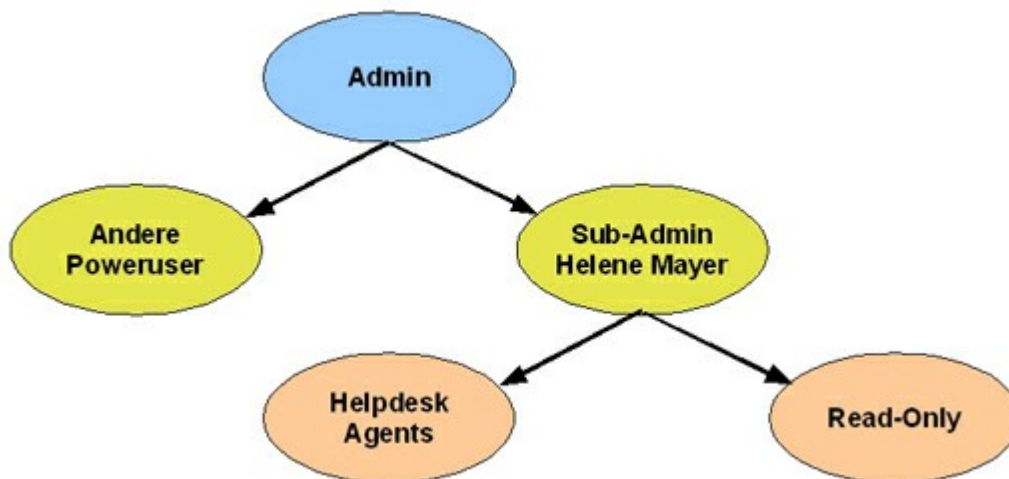 Admin
Andere
Poweruser
Sub-Admin
Helene Mayer
Helpdesk
Agents
Read-Only